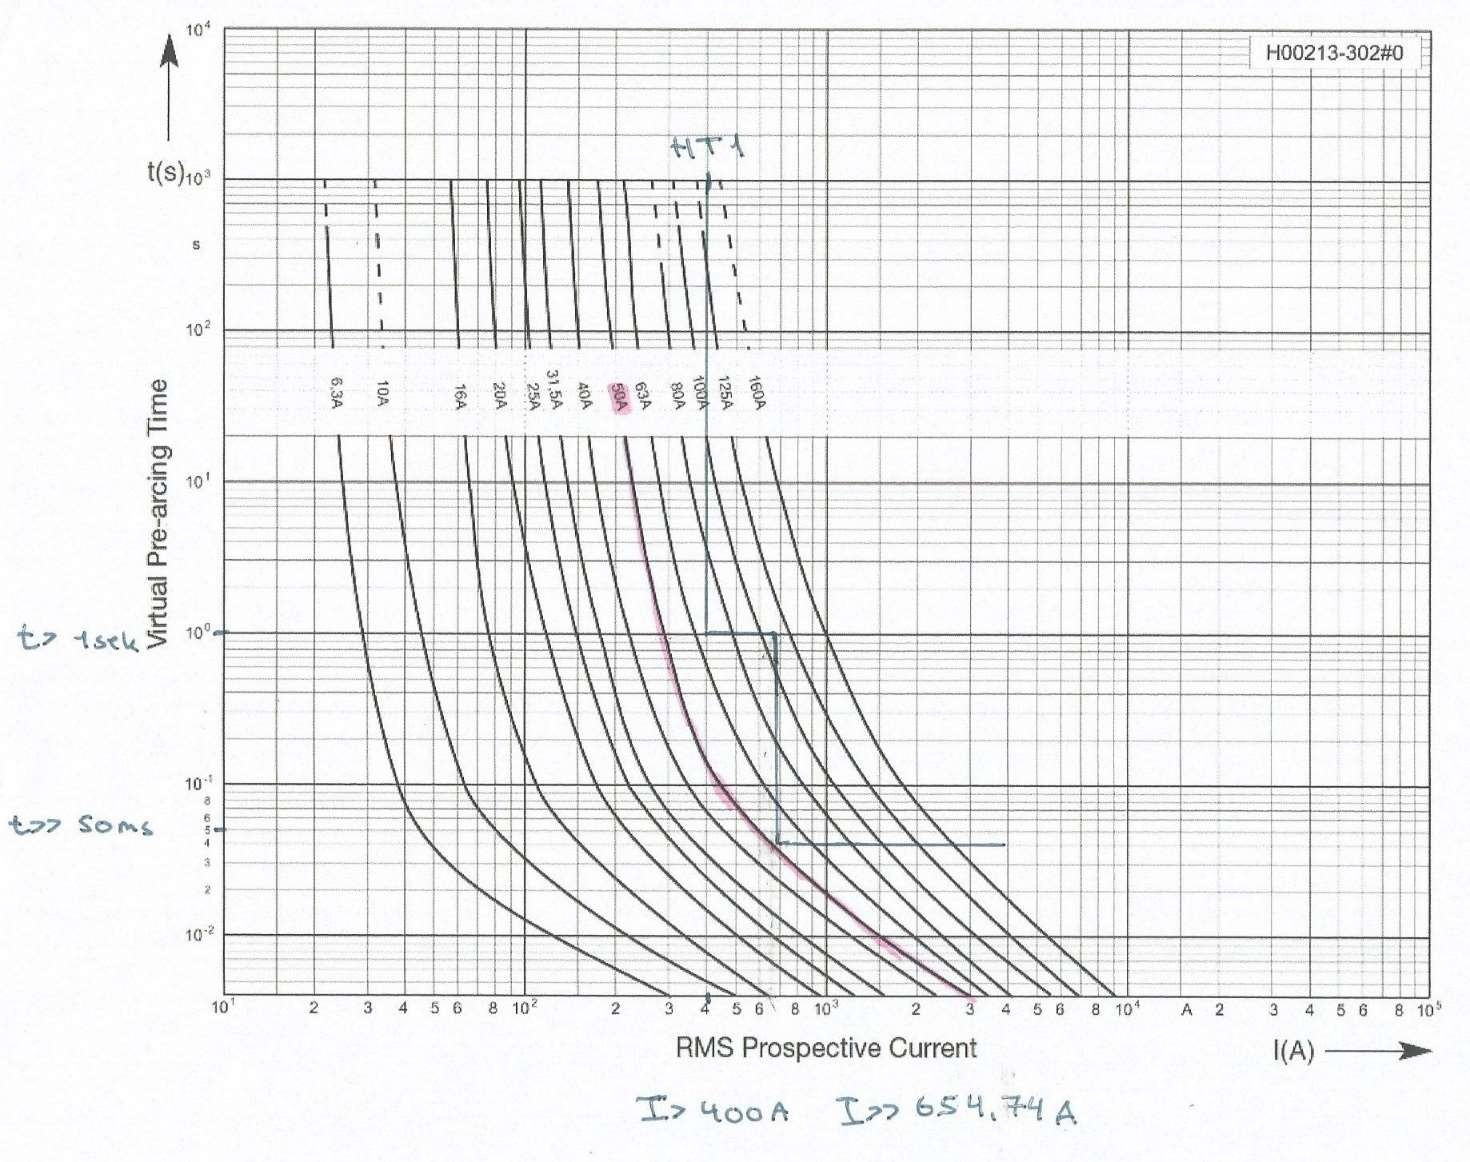 10⁴
H00213-302#0
HT1
t(s) 10³
s
10²
6,3A 10A 16A 20A 25A 31,5A 40A 50A 63A 80A 100A 125A 160A
10¹
Virtual Pre-arcing Time
t> 1sek 10⁰
10⁻¹
8
6
t>> 50ms 5
4
3
2
10⁻²
10¹ 2 3 4 5 6 8 10² 2 3 4 5 6 8 10³ 2 3 4 5 6 8 10⁴ A 2 3 4 5 6 8 10⁵
RMS Prospective Current I(A)
I> 400A I>> 654.74A